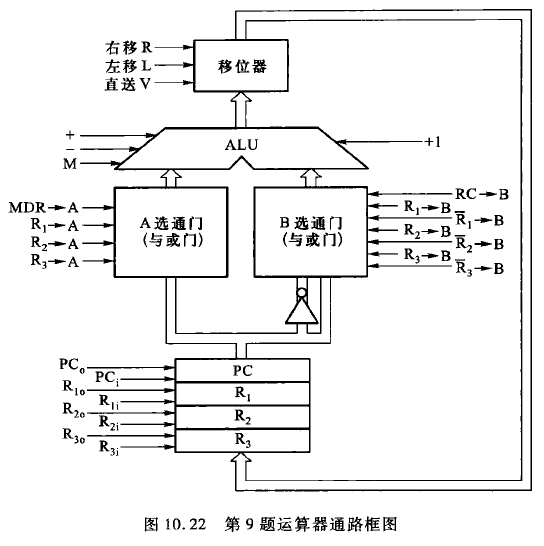 右移 R
左移 L
直送 V
移位器
+
−
M
ALU
+1
MDR→A
R₁→A
R₂→A
R₃→A
A 选通门
(与或门)
B 选通门
(与或门)
RC→B
R₁→B
R̅₁→B
R₂→B
R̅₂→B
R₃→B
R̅₃→B
PCₒ
PCᵢ
R₁ₒ
R₁ᵢ
R₂ₒ
R₂ᵢ
R₃ₒ
R₃ᵢ
PC
R₁
R₂
R₃
图 10.22 第 9 题运算器通路框图